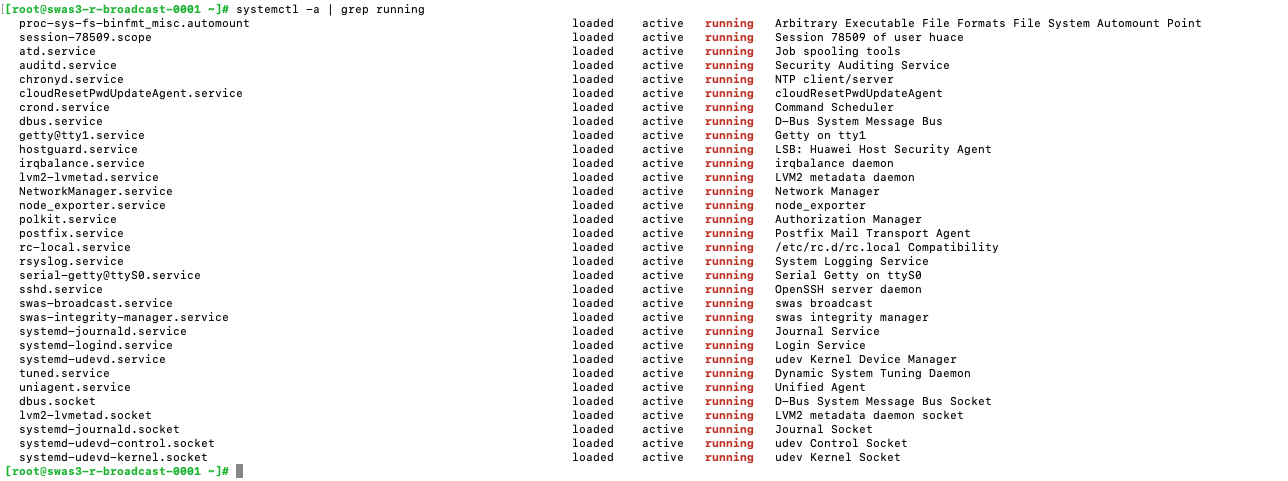 [root@swas3-r-broadcast-0001 ~]# systemctl -a | grep running
proc-sys-fs-binfmt_misc.automount loaded active running Arbitrary Executable File Formats File System Automount Point
session-78509.scope loaded active running Session 78509 of user huace
atd.service loaded active running Job spooling tools
auditd.service loaded active running Security Auditing Service
chronyd.service loaded active running NTP client/server
cloudResetPwdUpdateAgent.service loaded active running cloudResetPwdUpdateAgent
crond.service loaded active running Command Scheduler
dbus.service loaded active running D-Bus System Message Bus
getty@tty1.service loaded active running Getty on tty1
hostguard.service loaded active running LSB: Huawei Host Security Agent
irqbalance.service loaded active running irqbalance daemon
lvm2-lvmetad.service loaded active running LVM2 metadata daemon
NetworkManager.service loaded active running Network Manager
node_exporter.service loaded active running node_exporter
polkit.service loaded active running Authorization Manager
postfix.service loaded active running Postfix Mail Transport Agent
rc-local.service loaded active running /etc/rc.d/rc.local Compatibility
rsyslog.service loaded active running System Logging Service
serial-getty@ttyS0.service loaded active running Serial Getty on ttyS0
sshd.service loaded active running OpenSSH server daemon
swas-broadcast.service loaded active running swas broadcast
swas-integrity-manager.service loaded active running swas integrity manager
systemd-journald.service loaded active running Journal Service
systemd-logind.service loaded active running Login Service
systemd-udevd.service loaded active running udev Kernel Device Manager
tuned.service loaded active running Dynamic System Tuning Daemon
uniagent.service loaded active running Unified Agent
dbus.socket loaded active running D-Bus System Message Bus Socket
lvm2-lvmetad.socket loaded active running LVM2 metadata daemon socket
systemd-journald.socket loaded active running Journal Socket
systemd-udevd-control.socket loaded active running udev Control Socket
systemd-udevd-kernel.socket loaded active running udev Kernel Socket
[root@swas3-r-broadcast-0001 ~]#